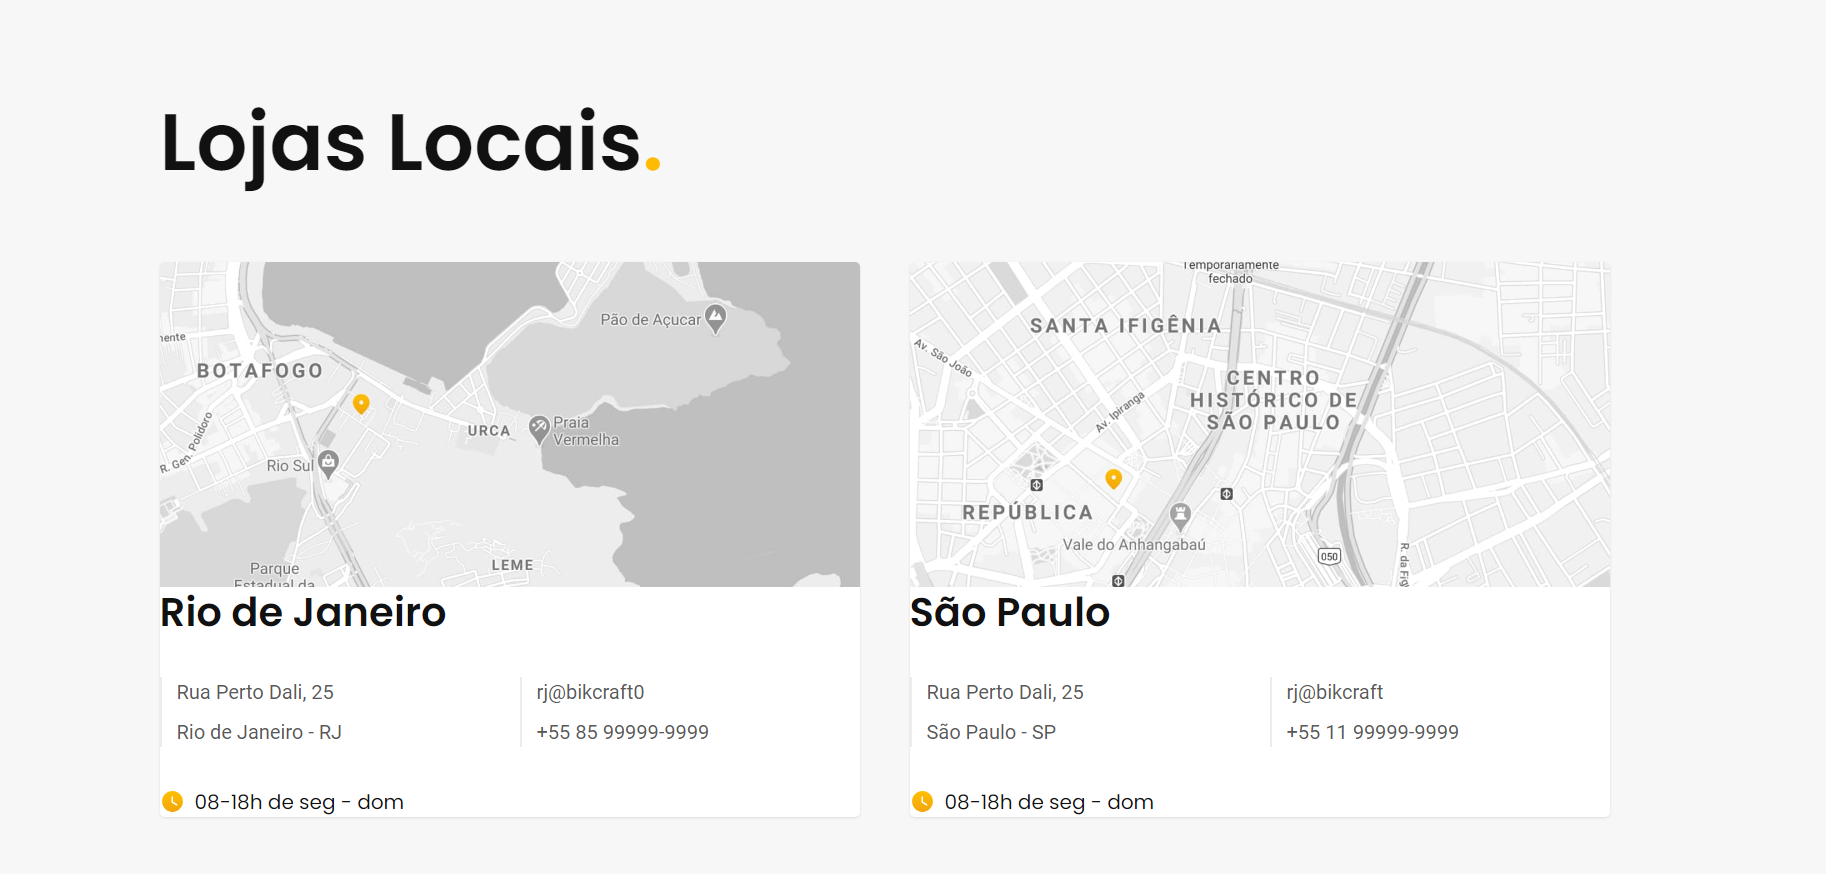 Lojas Locais.
Pão de Açucar
BOTAFOGO
R. Gen. Polidoro
URCA
Praia
Vermelha
Rio Sul
LEME
Parque
Estadual da
Temporariamente
fechado
SANTA IFIGÊNIA
Av. São João
CENTRO
HISTÓRICO DE
SÃO PAULO
Av. Ipiranga
REPÚBLICA
Vale do Anhangabaú
050
R. da Fig
Rio de Janeiro
Rua Perto Dali, 25
Rio de Janeiro - RJ
rj@bikcraft0
+55 85 99999-9999
08-18h de seg - dom
São Paulo
Rua Perto Dali, 25
São Paulo - SP
rj@bikcraft
+55 11 99999-9999
08-18h de seg - dom